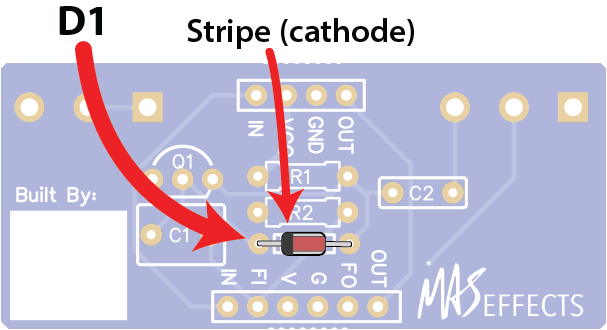 D1
Stripe (cathode)
IN VCC GND OUT
Q1
R1
Built By:
C2
R2
C1
IN FI V G FO OUT
MAS EFFECTS